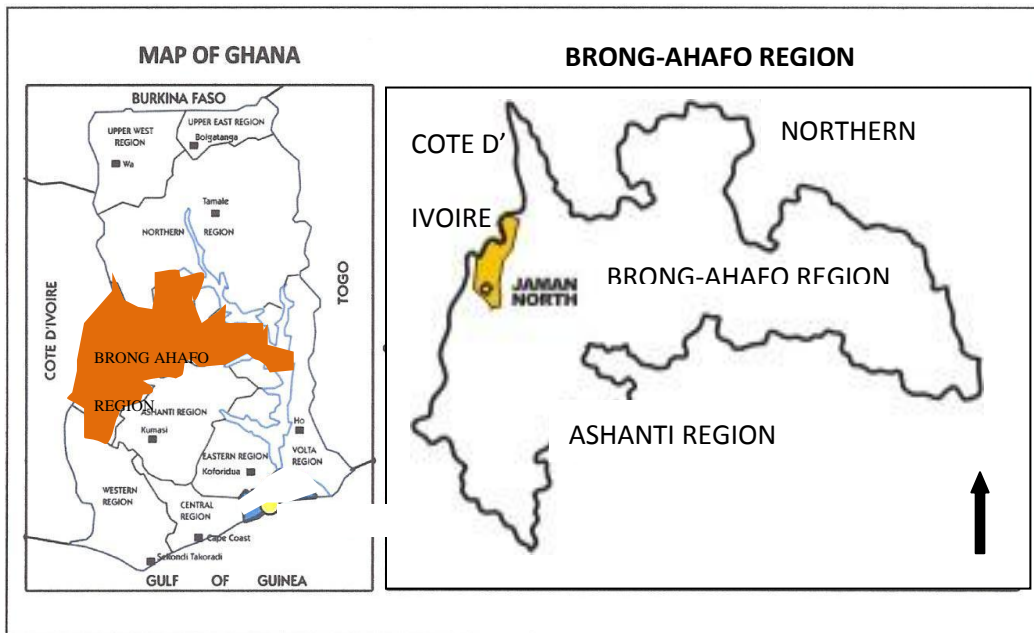 MAP OF GHANA
BURKINA FASO
UPPER EAST REGION
Bolgatanga
UPPER WEST
REGION
Wa
Tamale
NORTHERN REGION
TOGO
COTE D'IVOIRE
BRONG AHAFO
REGION
ASHANTI REGION
Kumasi
Ho
VOLTA
REGION
EASTERN REGION
Koforidua
WESTERN
REGION
CENTRAL
REGION
Cape Coast
Sekondi Takoradi
GULF OF GUINEA
BRONG-AHAFO REGION
COTE D’
IVOIRE
NORTHERN
JAMAN
NORTH
BRONG-AHAFO REGION
ASHANTI REGION